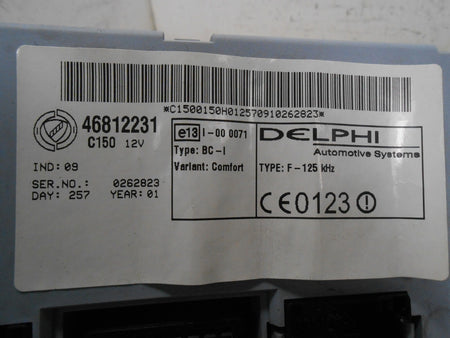 *C1500150H012570910262823*
46812231
C150 12V
IND: 09
SER.NO.: 0262823
DAY: 257 YEAR: 01
e13 I-00 0071
Type: BC-I
Variant: Comfort
DELPHI
Automotive Systems
TYPE: F-125 kHz
CE0123!